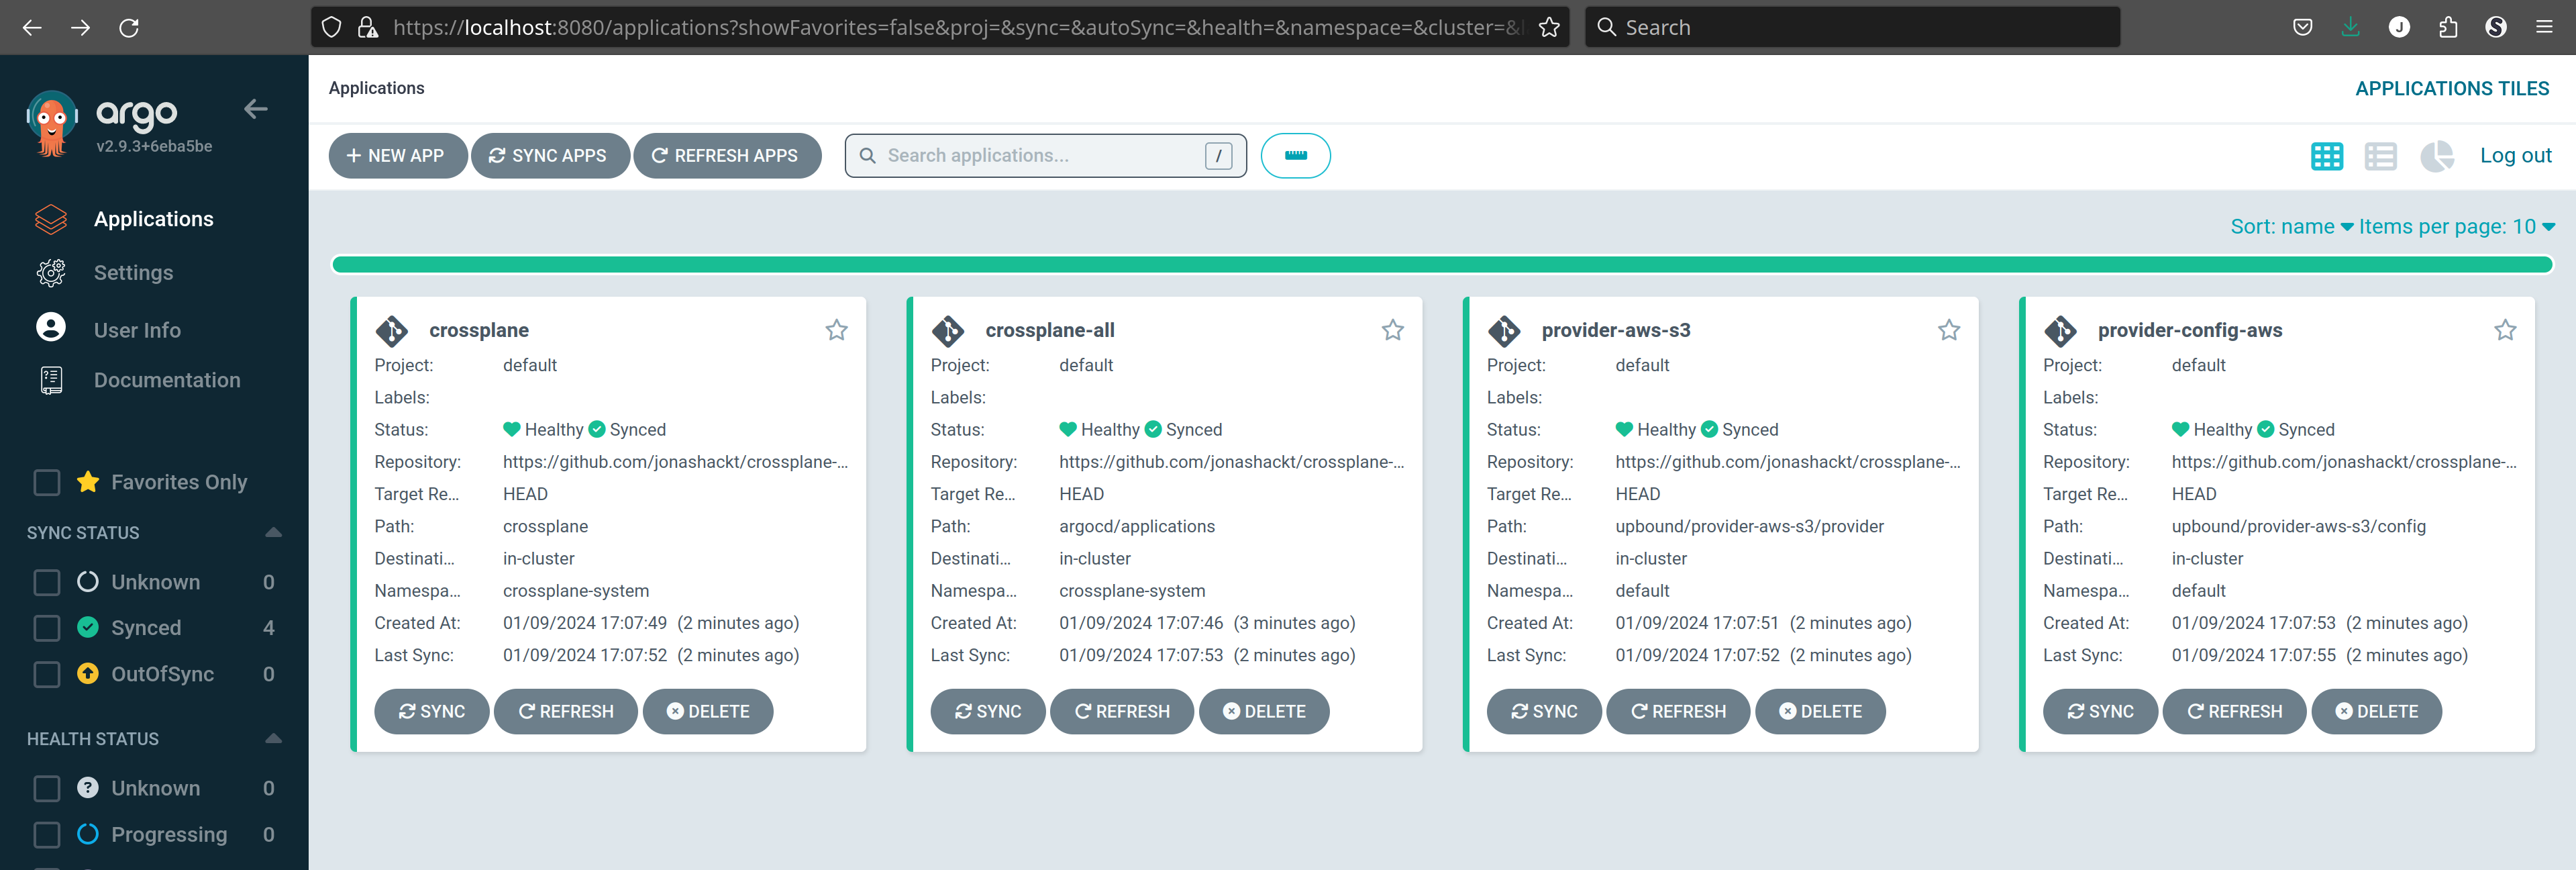 https://localhost:8080/applications?showFavorites=false&proj=&sync=&autoSync=&health=&namespace=&cluster=&
Search
J
argo
v2.9.3+6eba5be
Applications
Settings
User Info
Documentation
Favorites Only
SYNC STATUS
Unknown 0
Synced 4
OutOfSync 0
HEALTH STATUS
Unknown 0
Progressing 0
Applications
APPLICATIONS TILES
+ NEW APP
SYNC APPS
REFRESH APPS
Search applications...
/
Log out
Sort: name
Items per page: 10
crossplane
Project: default
Labels:
Status: Healthy Synced
Repository: https://github.com/jonashackt/crossplane-...
Target Re... HEAD
Path: crossplane
Destinati... in-cluster
Namespa... crossplane-system
Created At: 01/09/2024 17:07:49 (2 minutes ago)
Last Sync: 01/09/2024 17:07:52 (2 minutes ago)
SYNC REFRESH DELETE
crossplane-all
Project: default
Labels:
Status: Healthy Synced
Repository: https://github.com/jonashackt/crossplane-...
Target Re... HEAD
Path: argocd/applications
Destinati... in-cluster
Namespa... crossplane-system
Created At: 01/09/2024 17:07:46 (3 minutes ago)
Last Sync: 01/09/2024 17:07:53 (2 minutes ago)
SYNC REFRESH DELETE
provider-aws-s3
Project: default
Labels:
Status: Healthy Synced
Repository: https://github.com/jonashackt/crossplane-...
Target Re... HEAD
Path: upbound/provider-aws-s3/provider
Destinati... in-cluster
Namespa... default
Created At: 01/09/2024 17:07:51 (2 minutes ago)
Last Sync: 01/09/2024 17:07:52 (2 minutes ago)
SYNC REFRESH DELETE
provider-config-aws
Project: default
Labels:
Status: Healthy Synced
Repository: https://github.com/jonashackt/crossplane-...
Target Re... HEAD
Path: upbound/provider-aws-s3/config
Destinati... in-cluster
Namespa... default
Created At: 01/09/2024 17:07:53 (2 minutes ago)
Last Sync: 01/09/2024 17:07:55 (2 minutes ago)
SYNC REFRESH DELETE